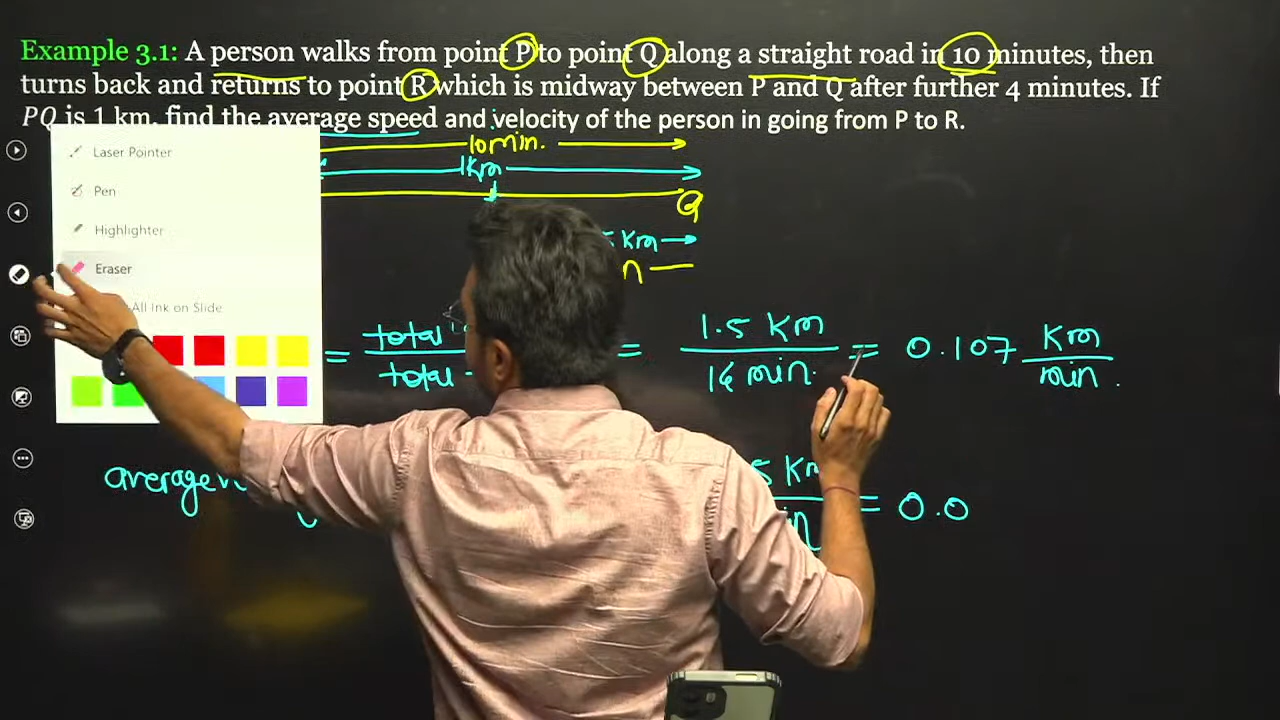 Example 3.1: A person walks from point P to point Q along a straight road in 10 minutes, then
turns back and returns to point R which is midway between P and Q after further 4 minutes. If
PQ is 1 km, find the average speed and velocity of the person in going from P to R.
Laser Pointer
Pen
Highlighter
Eraser
All Ink on Slide
10min.
1Km
Q
Km
= total = 1.5 Km = 0.107 Km
total 14 min. min.
average
5 Km = 0.0